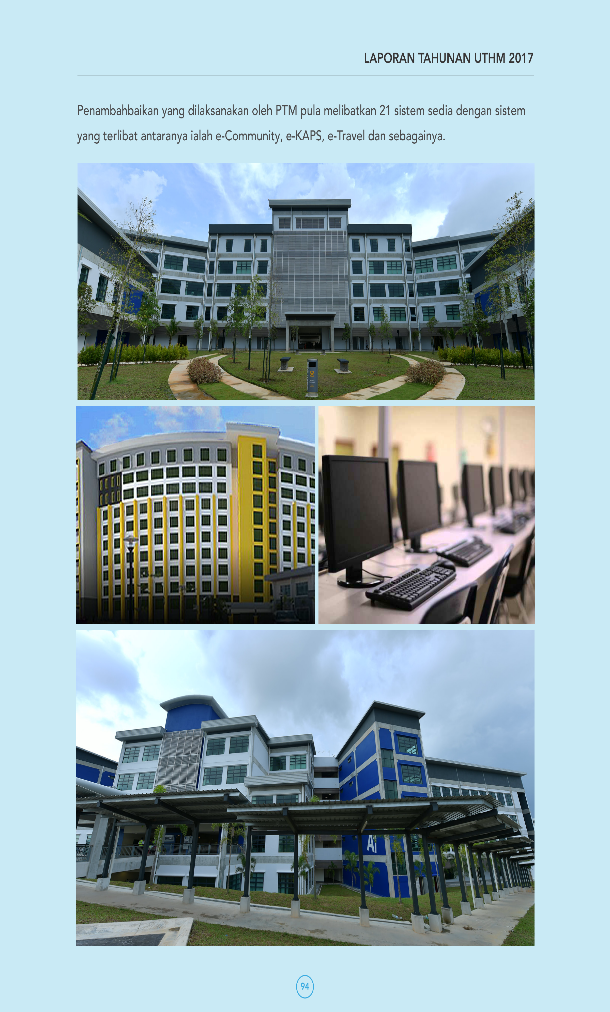 LAPORAN TAHUNAN UTHM 2017
Penambahbaikan yang dilaksanakan oleh PTM pula melibatkan 21 sistem sedia dengan sistem
yang terlibat antaranya ialah e-Community, e-KAPS, e-Travel dan sebagainya.
94